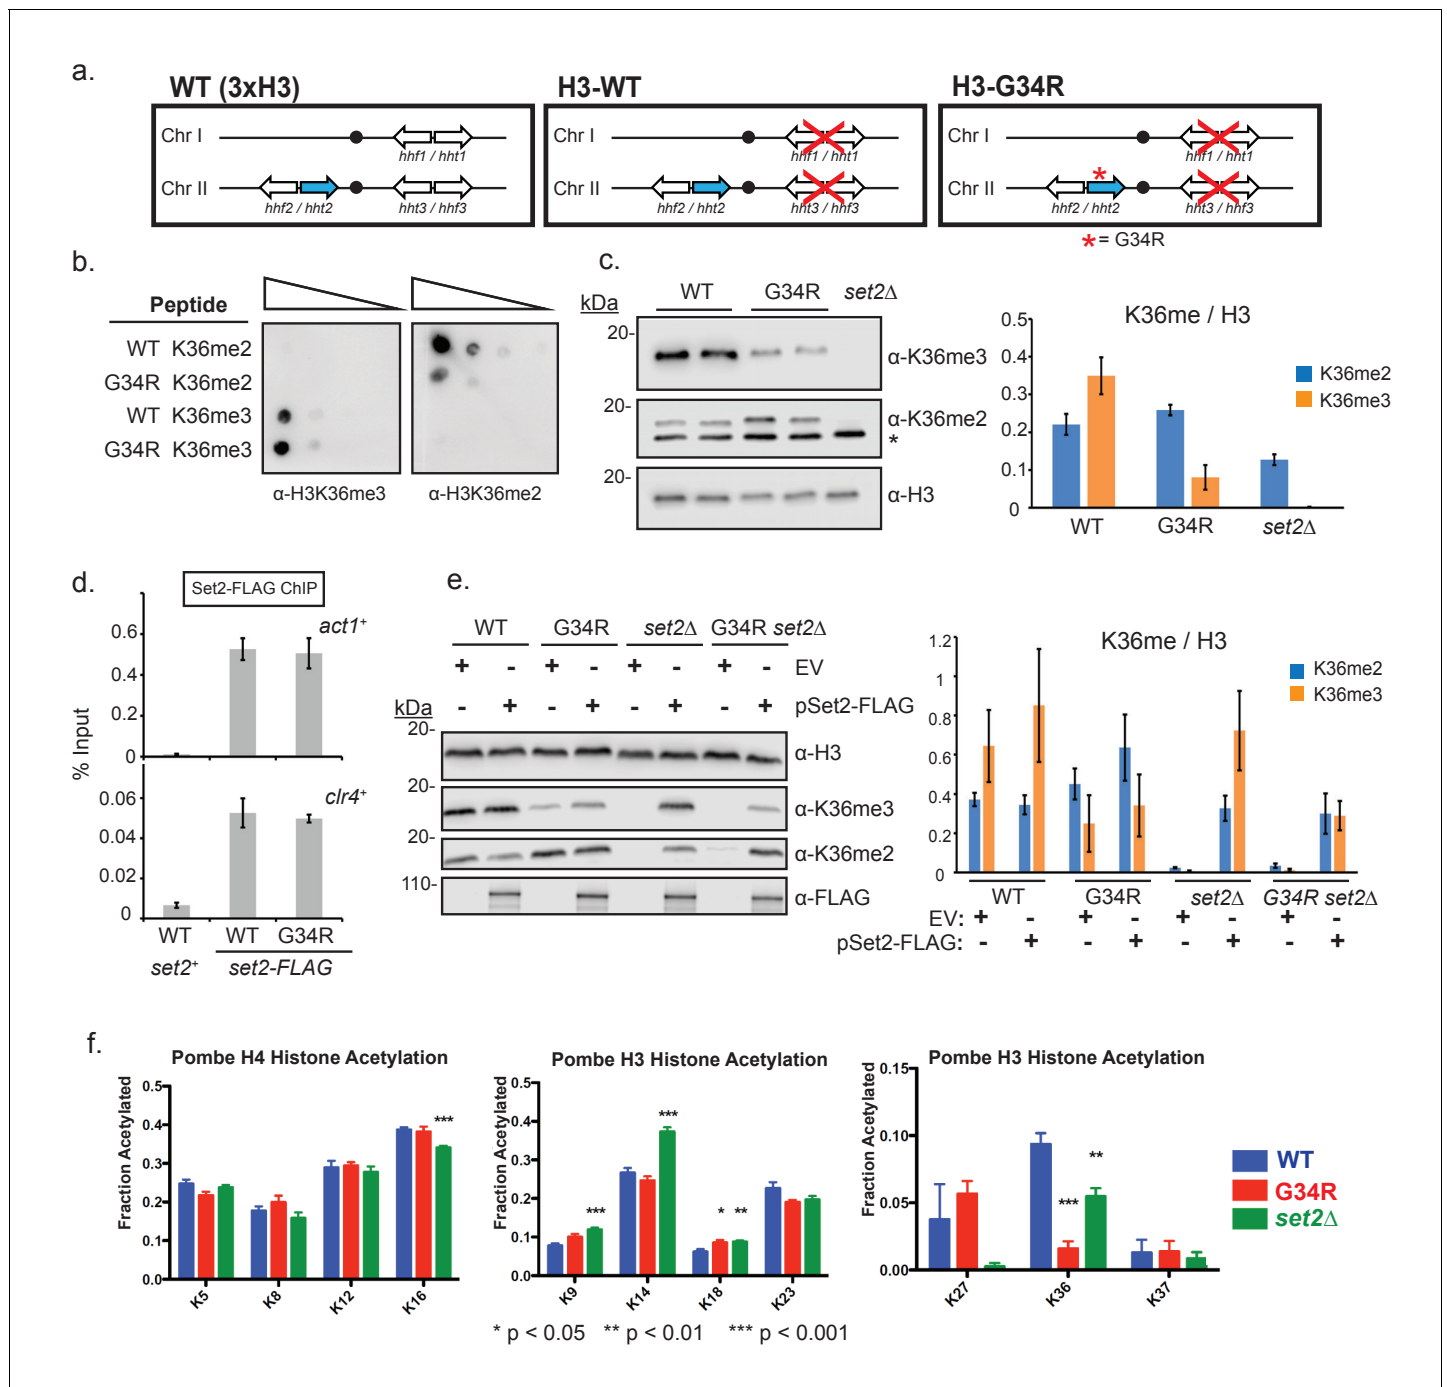 a.
WT (3xH3)
H3-WT
H3-G34R
Chr I
hhf1 / hht1
Chr II
hhf2 / hht2
hht3 / hhf3
Chr I
hhf1 / hht1
Chr II
hhf2 / hht2
hht3 / hhf3
Chr I
hhf1 / hht1
Chr II
*
hhf2 / hht2
hht3 / hhf3
*= G34R
b.
Peptide
WT K36me2
G34R K36me2
WT K36me3
G34R K36me3
α-H3K36me3
α-H3K36me2
c.
kDa
WT
G34R
set2Δ
20-
α-K36me3
20-
α-K36me2
*
20-
α-H3
K36me / H3
0.5
0.4
0.3
0.2
0.1
0
K36me2
K36me3
WT
G34R
set2Δ
d.
Set2-FLAG ChIP
% Input
act1+
0.6
0.4
0.2
0
clr4+
0.06
0.04
0.02
0
WT
WT
G34R
set2+
set2-FLAG
e.
WT
G34R
set2Δ
G34R set2Δ
+ - + - + - + - EV
- + - + - + - + pSet2-FLAG
kDa
20-
α-H3
20-
α-K36me3
20-
α-K36me2
110-
α-FLAG
K36me / H3
1.2
1
0.8
0.6
0.4
0.2
0
K36me2
K36me3
WT
G34R
set2Δ
G34R set2Δ
EV: + - + - + - + -
pSet2-FLAG: - + - + - + - +
f.
Pombe H4 Histone Acetylation
Fraction Acetylated
0.5
0.4
0.3
0.2
0.1
0.0
***
K5
K8
K12
K16
Pombe H3 Histone Acetylation
Fraction Acetylated
0.5
0.4
0.3
0.2
0.1
0.0
***
***
*
**
K9
K14
K18
K23
Pombe H3 Histone Acetylation
Fraction Acetylated
0.15
0.10
0.05
0.00
***
**
K27
K36
K37
WT
G34R
set2Δ
* p < 0.05 ** p < 0.01 *** p < 0.001